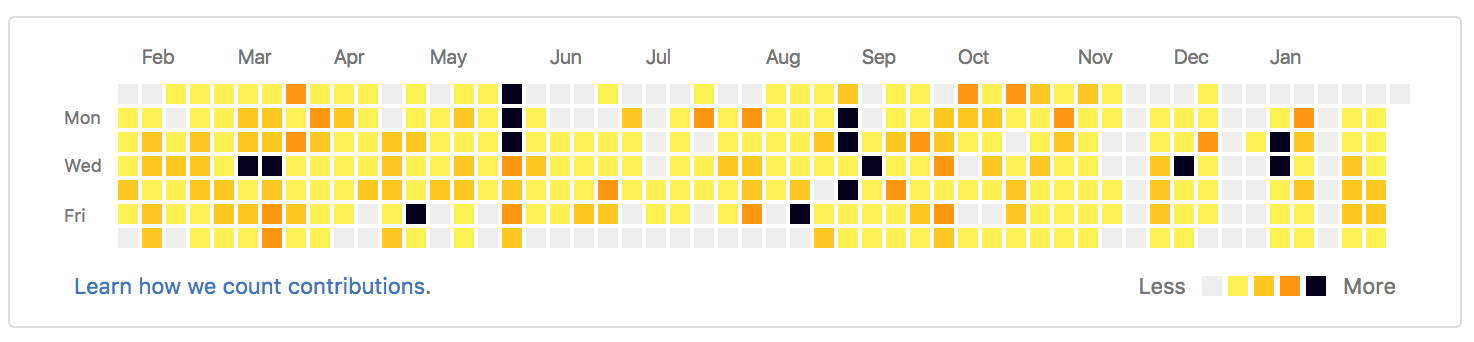 Feb Mar Apr May Jun Jul Aug Sep Oct Nov Dec Jan
Mon
Wed
Fri
Learn how we count contributions. Less More